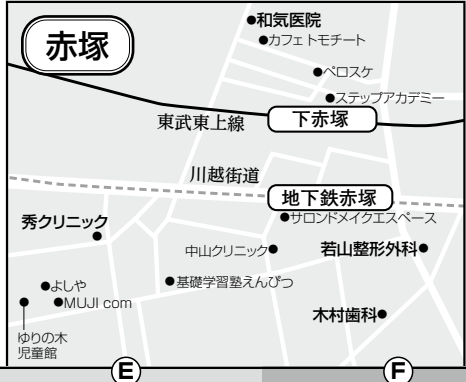 赤塚
●和気医院
●カフェトモチート
●ペロスケ
●ステップアカデミー
東武東上線
下赤塚
川越街道
地下鉄赤塚
●サロンドメイクエスペース
秀クリニック●
中山クリニック●
若山整形外科●
●よしや
●基礎学習塾えんぴつ
●MUJI com
木村歯科●
ゆりの木
児童館
E
F